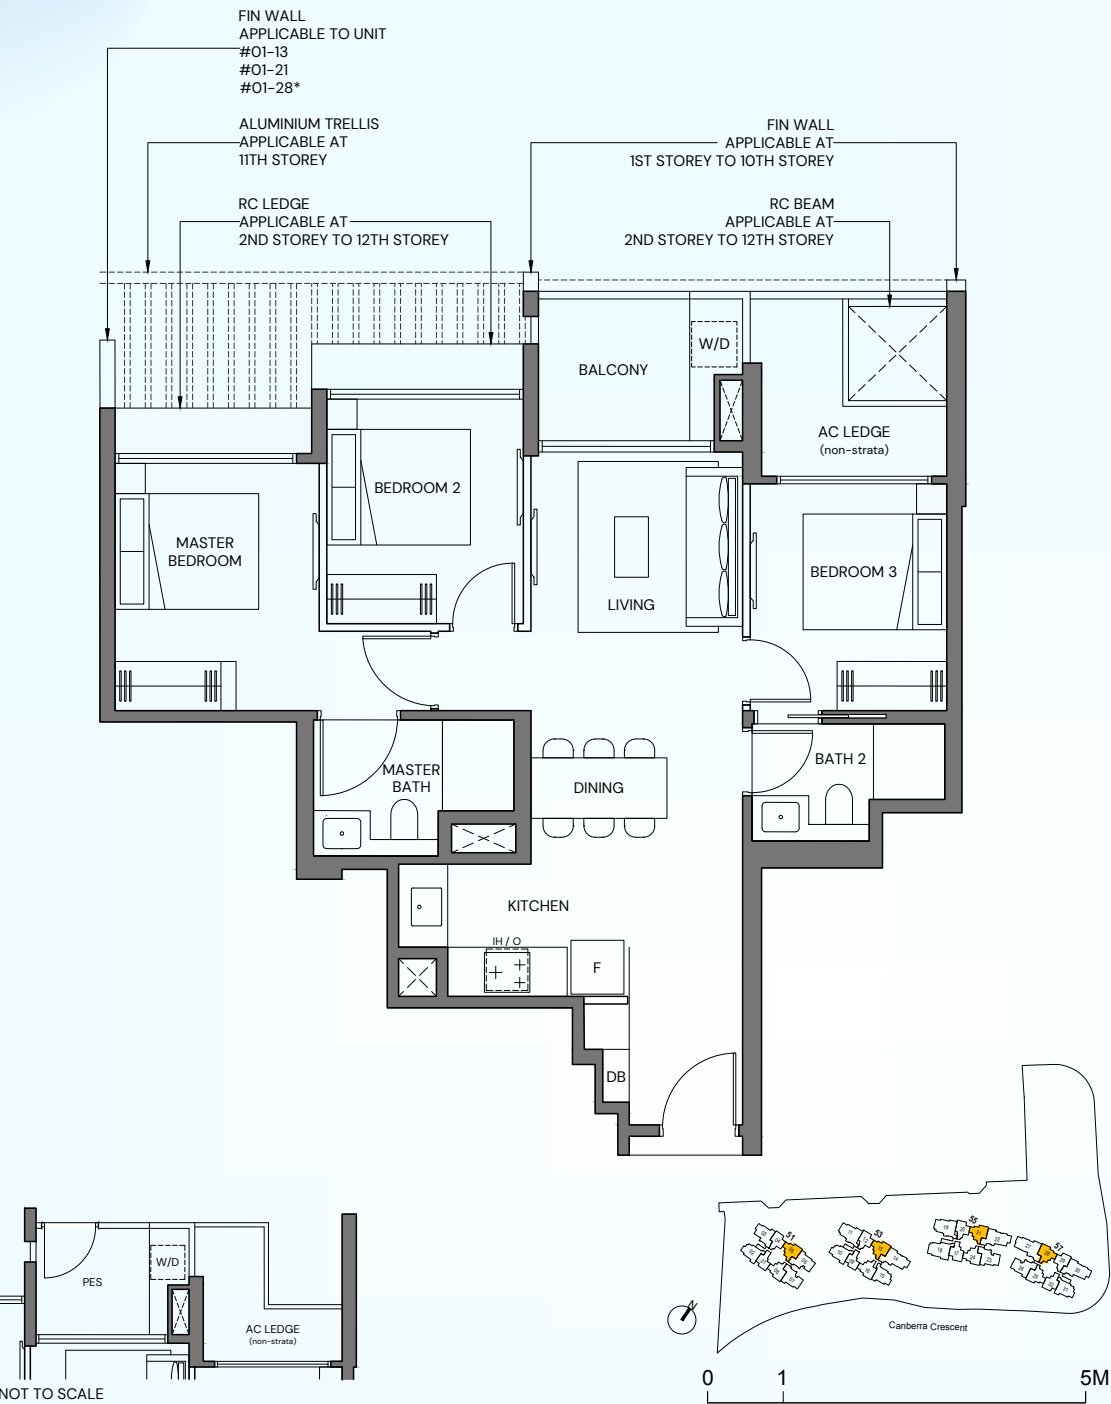 FIN WALL
APPLICABLE TO UNIT
#01-13
#01-21
#01-28*
ALUMINIUM TRELLIS
APPLICABLE AT
11TH STOREY
RC LEDGE
APPLICABLE AT
2ND STOREY TO 12TH STOREY
FIN WALL
APPLICABLE AT
1ST STOREY TO 10TH STOREY
RC BEAM
APPLICABLE AT
2ND STOREY TO 12TH STOREY
W/D
BALCONY
AC LEDGE
(non-strata)
BEDROOM 2
MASTER
BEDROOM
BEDROOM 3
LIVING
BATH 2
MASTER
BATH
DINING
KITCHEN
IH / O
F
DB
PES
W/D
AC LEDGE
(non-strata)
NOT TO SCALE
51
53
55
57
N
Canberra Crescent
0 1 5M